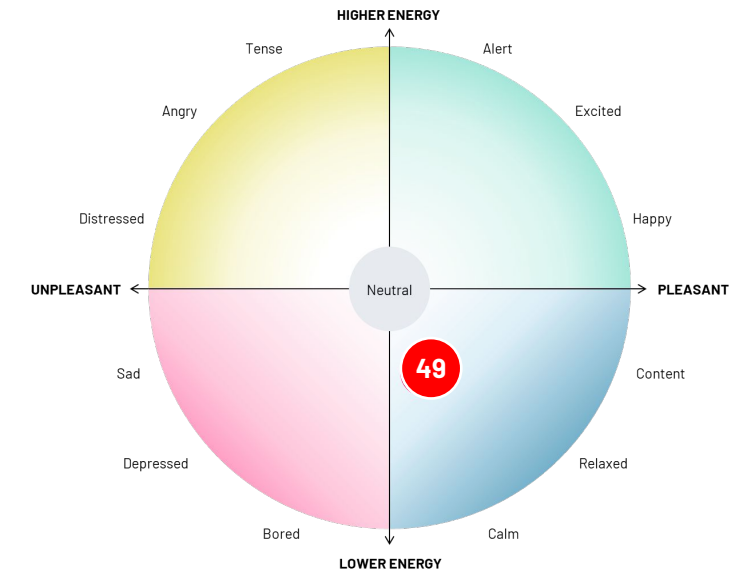 HIGHER ENERGY
Tense
Alert
Angry
Excited
Distressed
Happy
UNPLEASANT
Neutral
PLEASANT
49
Sad
Content
Depressed
Relaxed
Bored
Calm
LOWER ENERGY